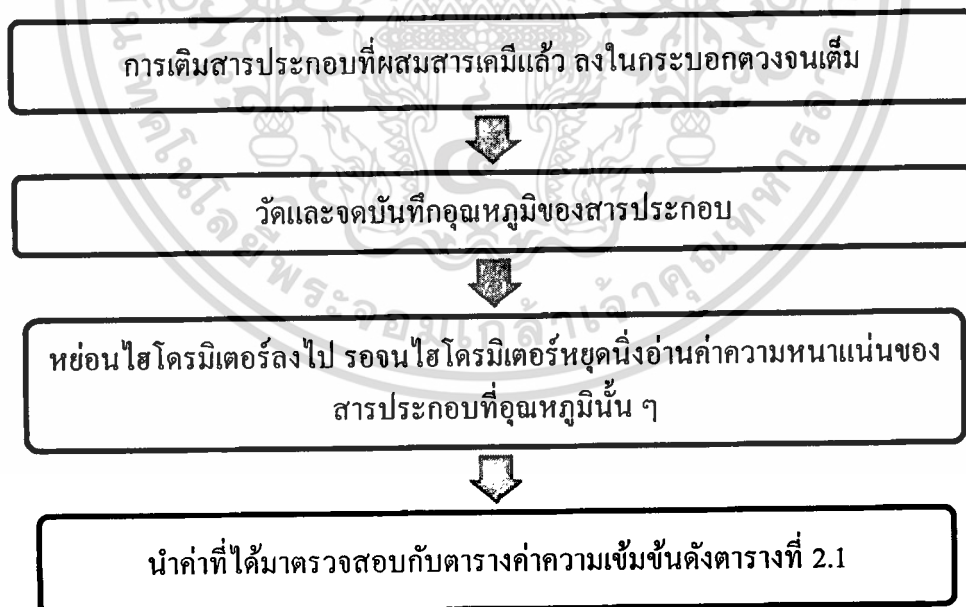 การเติมสารประกอบที่ผสมสารเคมีแล้ว ลงในกระบอกตวงจนเต็ม
วัดและจดบันทึกอุณหภูมิของสารประกอบ
หย่อนไฮโดรมิเตอร์ลงไป รอจนไฮโดรมิเตอร์หยุดนิ่งอ่านค่าความหนาแน่นของ
สารประกอบที่อุณหภูมินั้น ๆ
นำค่าที่ได้มาตรวจสอบกับตารางค่าความเข้มข้นดังตารางที่ 2.1